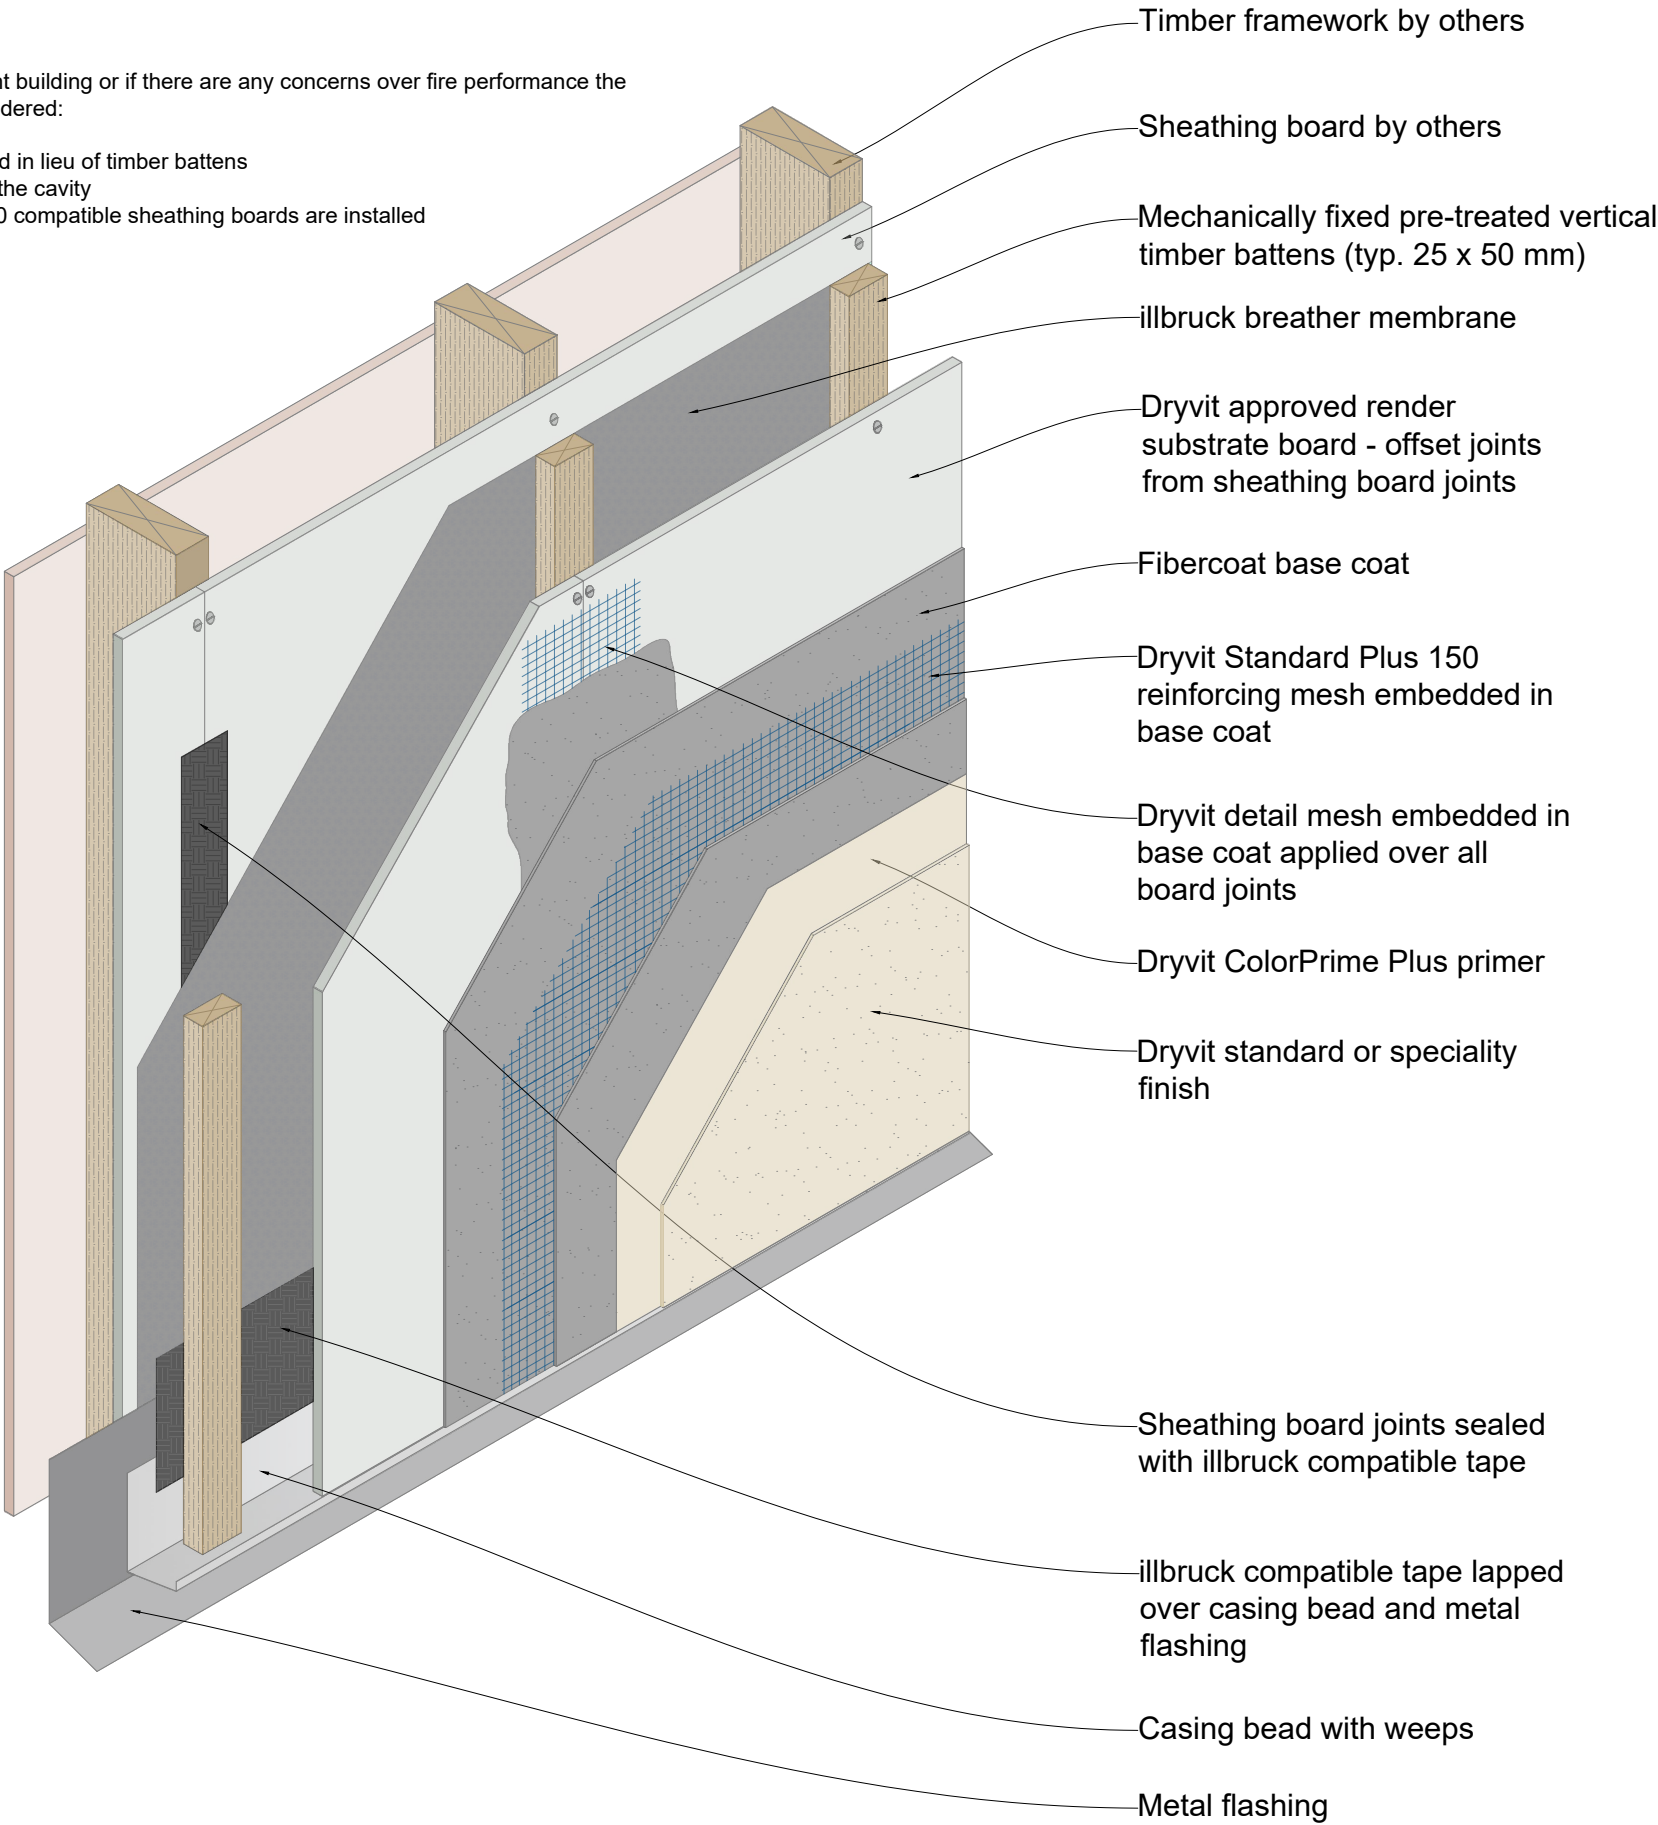 nt building or if there are any concerns over fire performance the
dered:
d in lieu of timber battens
the cavity
0 compatible sheathing boards are installed
Timber framework by others
Sheathing board by others
Mechanically fixed pre-treated vertical
timber battens (typ. 25 x 50 mm)
illbruck breather membrane
Dryvit approved render
substrate board - offset joints
from sheathing board joints
Fibercoat base coat
Dryvit Standard Plus 150
reinforcing mesh embedded in
base coat
Dryvit detail mesh embedded in
base coat applied over all
board joints
Dryvit ColorPrime Plus primer
Dryvit standard or speciality
finish
Sheathing board joints sealed
with illbruck compatible tape
illbruck compatible tape lapped
over casing bead and metal
flashing
Casing bead with weeps
Metal flashing